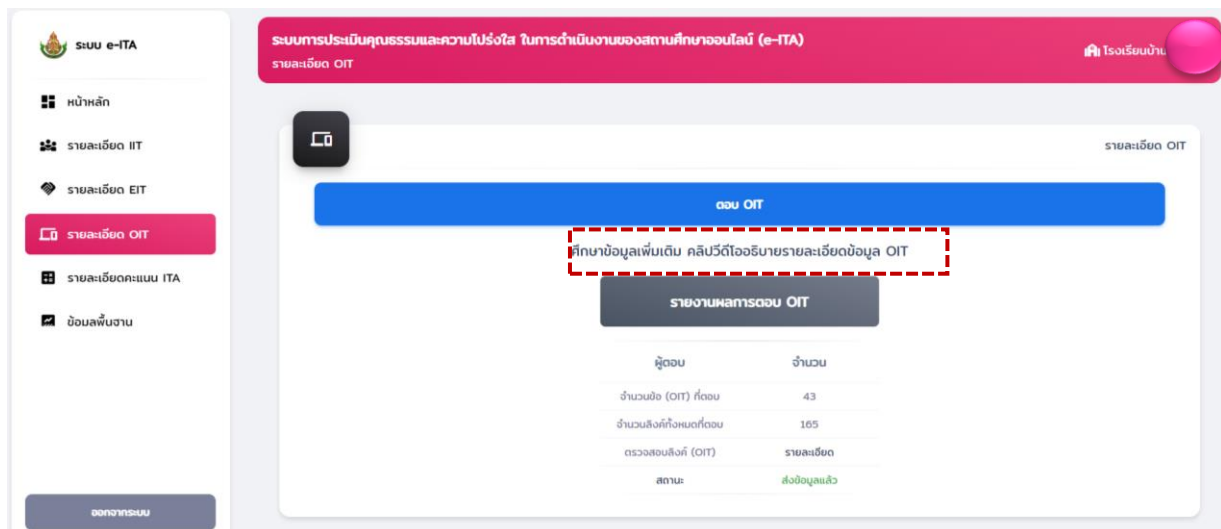 ระบบ e-ITA
หน้าหลัก
รายละเอียด IIT
รายละเอียด EIT
รายละเอียด OIT
รายละเอียดคะแนน ITA
ข้อมูลพื้นฐาน
ออกจากระบบ
ระบบการประเมินคุณธรรมและความโปร่งใส ในการดำเนินงานของสถานศึกษาออนไลน์ (e-ITA)
รายละเอียด OIT
โรงเรียนบ้าน
รายละเอียด OIT
ตอบ OIT
ศึกษาข้อมูลเพิ่มเติม คลิปวีดีโออธิบายรายละเอียดข้อมูล OIT
รายงานผลการตอบ OIT
ผู้ตอบ จำนวน
จำนวนข้อ (OIT) ที่ตอบ 43
จำนวนลิงค์ทั้งหมดที่ตอบ 165
ตรวจสอบลิงค์ (OIT) รายละเอียด
สถานะ ส่งข้อมูลแล้ว